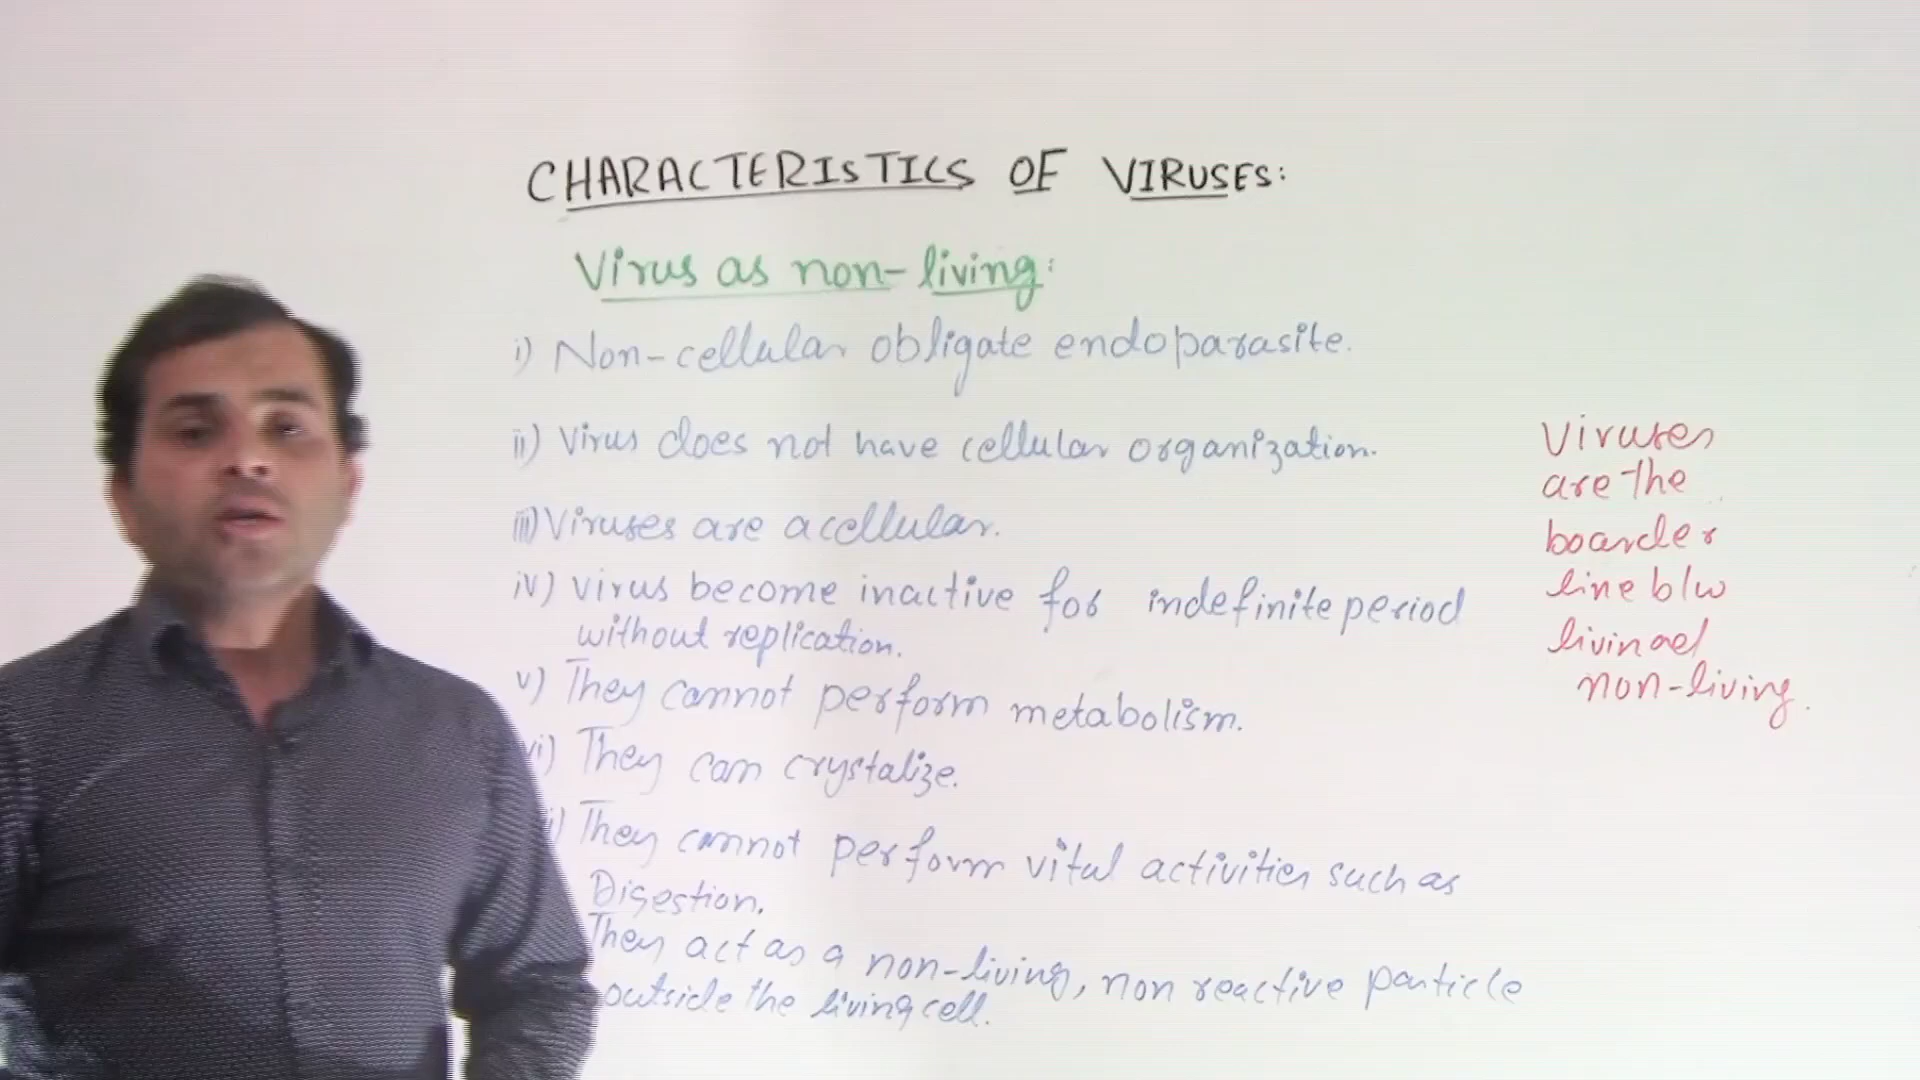 CHARACTERISTICS OF VIRUSES:
Virus as non-living:
i) Non-cellular obligate endoparasite.
ii) Virus does not have cellular organization.
iii) Viruses are acellular.
iv) virus become inactive for indefinite period
without replication.
v) They cannot perform metabolism.
vi) They can crystalize.
i) They cannot perform vital activities such as
Digestion.
They act as a non-living, non reactive particle
outside the living cell.
Viruses
are the
boarder
line b/w
non-living.